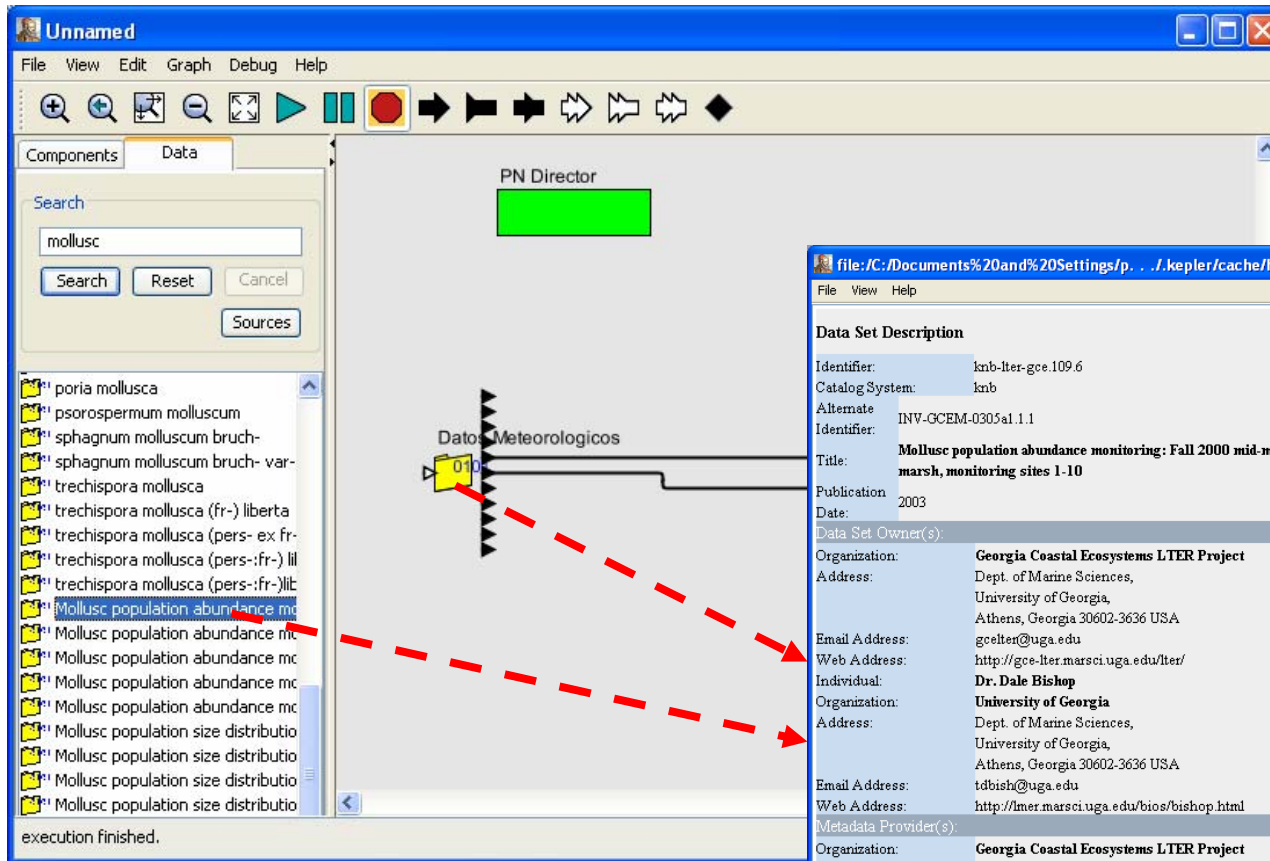 Unnamed
File View Edit Graph Debug Help
Components Data
Search
mollusc
Search Reset Cancel
Sources
poria mollusca
psorospermum molluscum
sphagnum molluscum bruch-
sphagnum molluscum bruch- var-
trechispora mollusca
trechispora mollusca (fr-) liberta
trechispora mollusca (pers- ex fr-
trechispora mollusca (pers-:fr-) li
trechispora mollusca (pers-:fr-)lib
Mollusc population abundance mo
Mollusc population abundance mo
Mollusc population abundance mo
Mollusc population abundance mo
Mollusc population abundance mo
Mollusc population size distributio
Mollusc population size distributio
Mollusc population size distributio
Mollusc population size distributio
execution finished.
PN Director
Datos Meteorologicos
010
file:/C:/Documents%20and%20Settings/p. . ./.kepler/cache/
File View Help
Data Set Description
Identifier: knb-lter-gce.109.6
Catalog System: knb
Alternate Identifier: INV-GCEM-0305a1.1.1
Title: Mollusc population abundance monitoring: Fall 2000 mid-m
marsh, monitoring sites 1-10
Publication Date: 2003
Data Set Owner(s):
Organization: Georgia Coastal Ecosystems LTER Project
Address: Dept. of Marine Sciences,
University of Georgia,
Athens, Georgia 30602-3636 USA
Email Address: gcelter@uga.edu
Web Address: http://gce-lter.marsci.uga.edu/lter/
Individual: Dr. Dale Bishop
Organization: University of Georgia
Address: Dept. of Marine Sciences,
University of Georgia,
Athens, Georgia 30602-3636 USA
Email Address: tdbish@uga.edu
Web Address: http://lmer.marsci.uga.edu/bios/bishop.html
Metadata Provider(s):
Organization: Georgia Coastal Ecosystems LTER Project